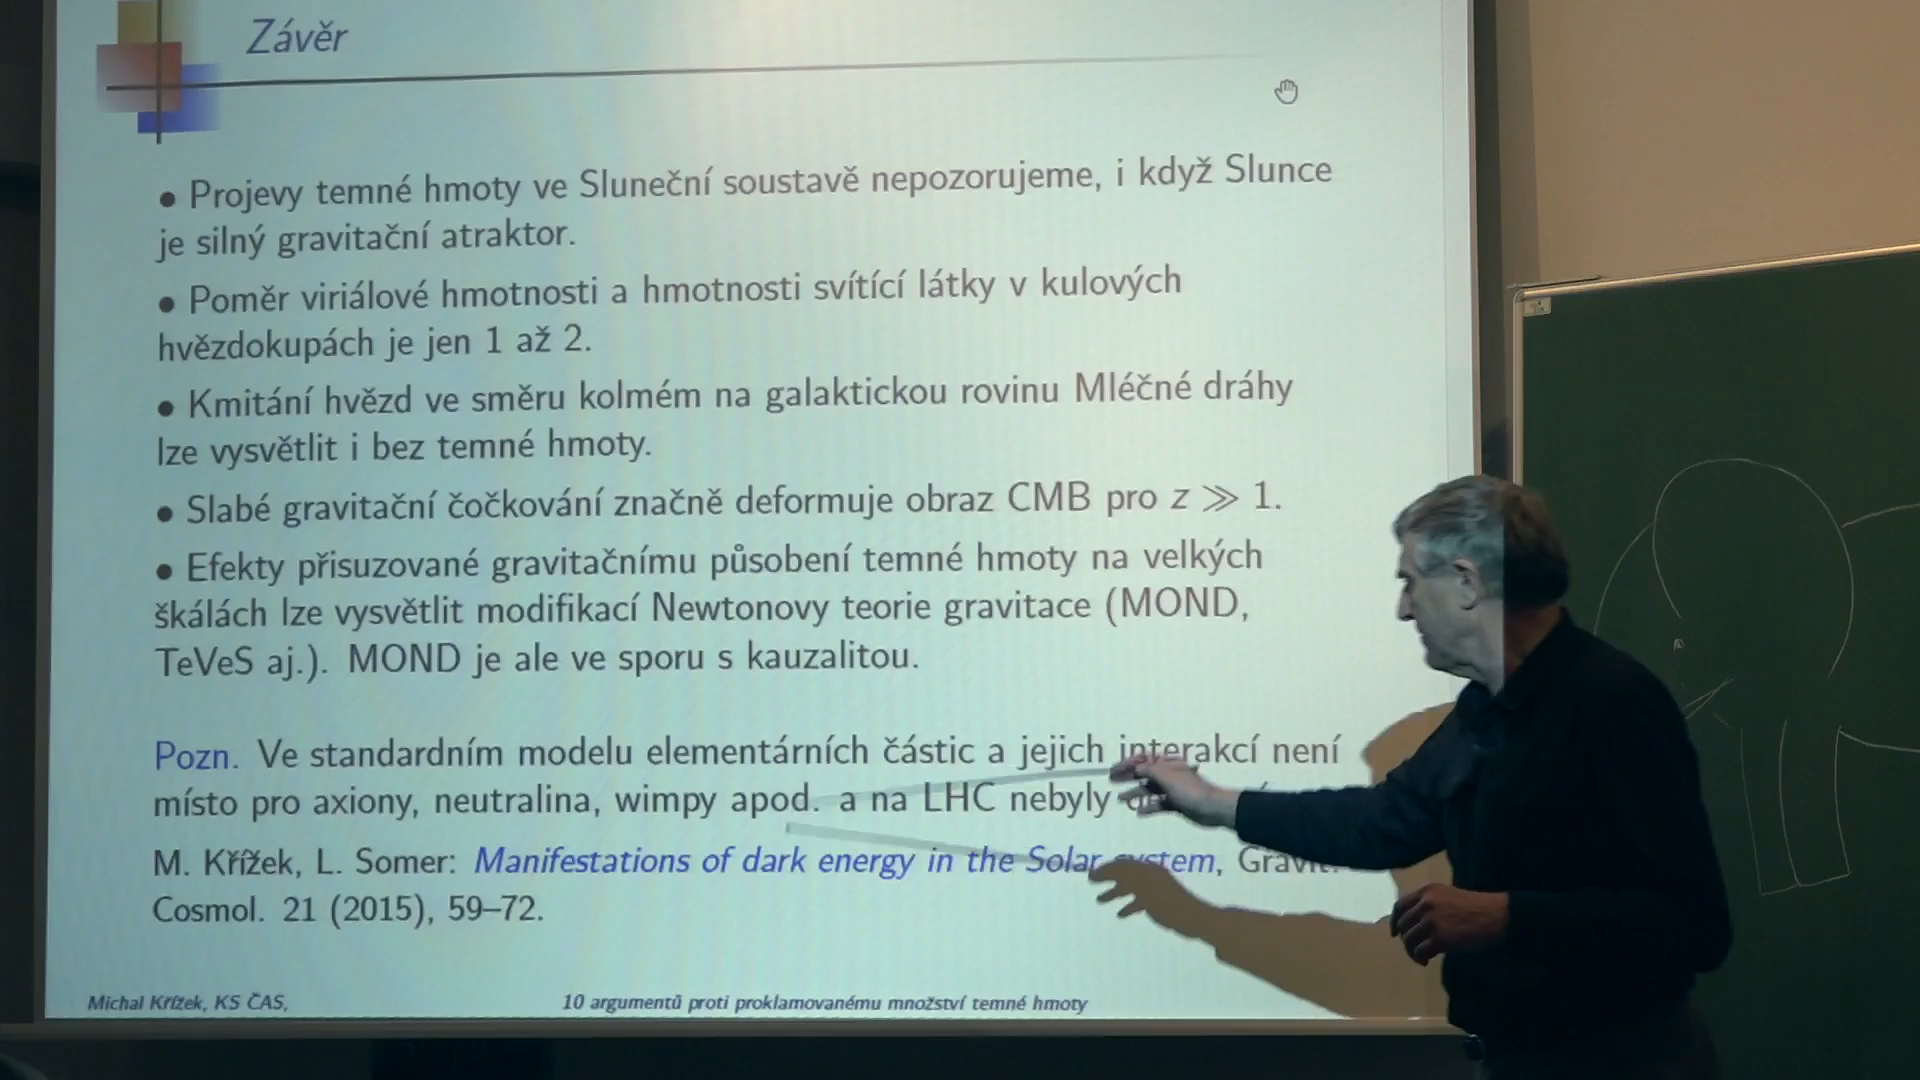 Závěr
• Projevy temné hmoty ve Sluneční soustavě nepozorujeme, i když Slunce
je silný gravitační atraktor.
• Poměr viriálové hmotnosti a hmotnosti svítící látky v kulových
hvězdokupách je jen 1 až 2.
• Kmitání hvězd ve směru kolmém na galaktickou rovinu Mléčné dráhy
lze vysvětlit i bez temné hmoty.
• Slabé gravitační čočkování značně deformuje obraz CMB pro z ≫ 1.
• Efekty přisuzované gravitačnímu působení temné hmoty na velkých
škálách lze vysvětlit modifikací Newtonovy teorie gravitace (MOND,
TeVeS aj.). MOND je ale ve sporu s kauzalitou.
Pozn. Ve standardním modelu elementárních částic a jejich interakcí není
místo pro axiony, neutralina, wimpy apod. a na LHC nebyly
M. Křížek, L. Somer: Manifestations of dark energy in the Solar system, Gravit.
Cosmol. 21 (2015), 59–72.
Michal Křížek, KS ČAS, 10 argumentů proti proklamovanému množství temné hmoty